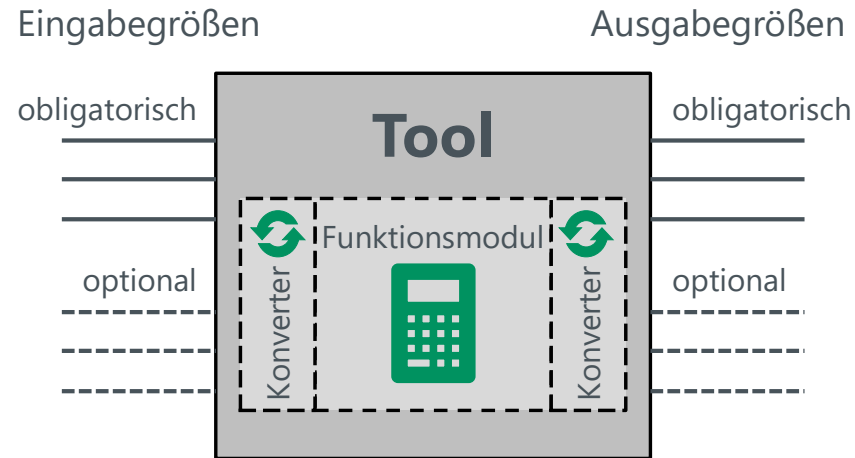 Eingabegrößen
Ausgabegrößen
obligatorisch
Tool
obligatorisch
Funktionsmodul
Konverter
Konverter
optional
optional